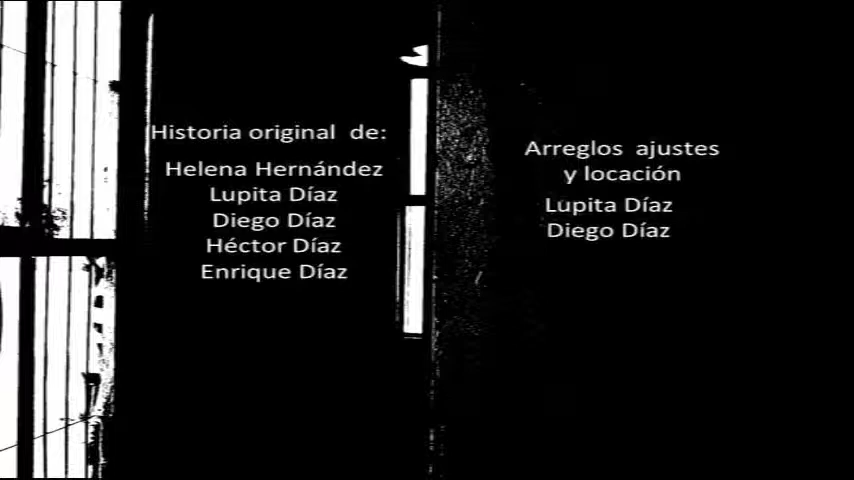 Historia original de:
Helena Hernández
Lupita Díaz
Diego Díaz
Héctor Díaz
Enrique Díaz
Arreglos ajustes
y locación
Lupita Díaz
Diego Díaz